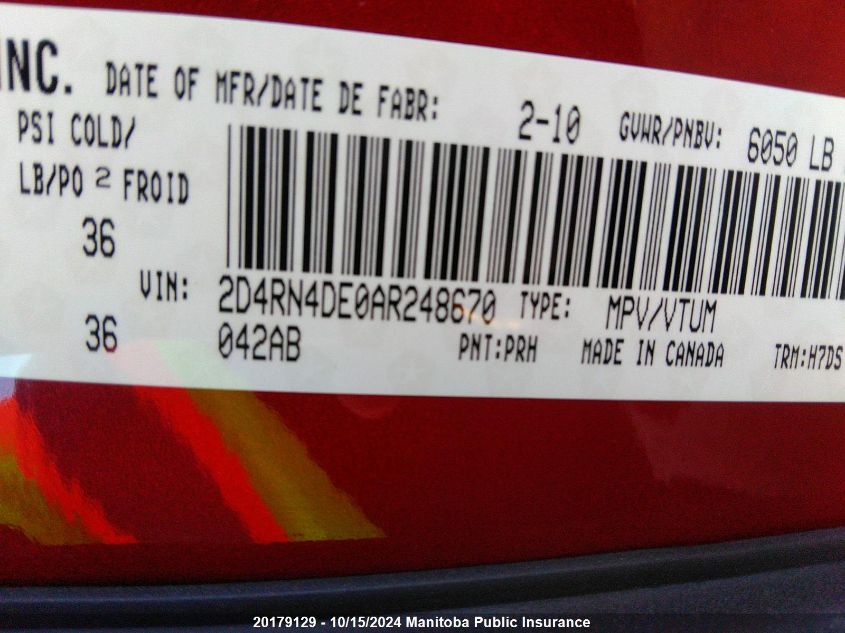 INC. DATE OF MFR/DATE DE FABR: 2-10 GVWR/PNBV: 6050 LB
PSI COLD/
LB/PO 2 FROID
36
VIN: 2D4RN4DE0AR248670 TYPE: MPV/VTUM
36 042AB PNT:PRH MADE IN CANADA TRM:H7DS
20179129 - 10/15/2024 Manitoba Public Insurance